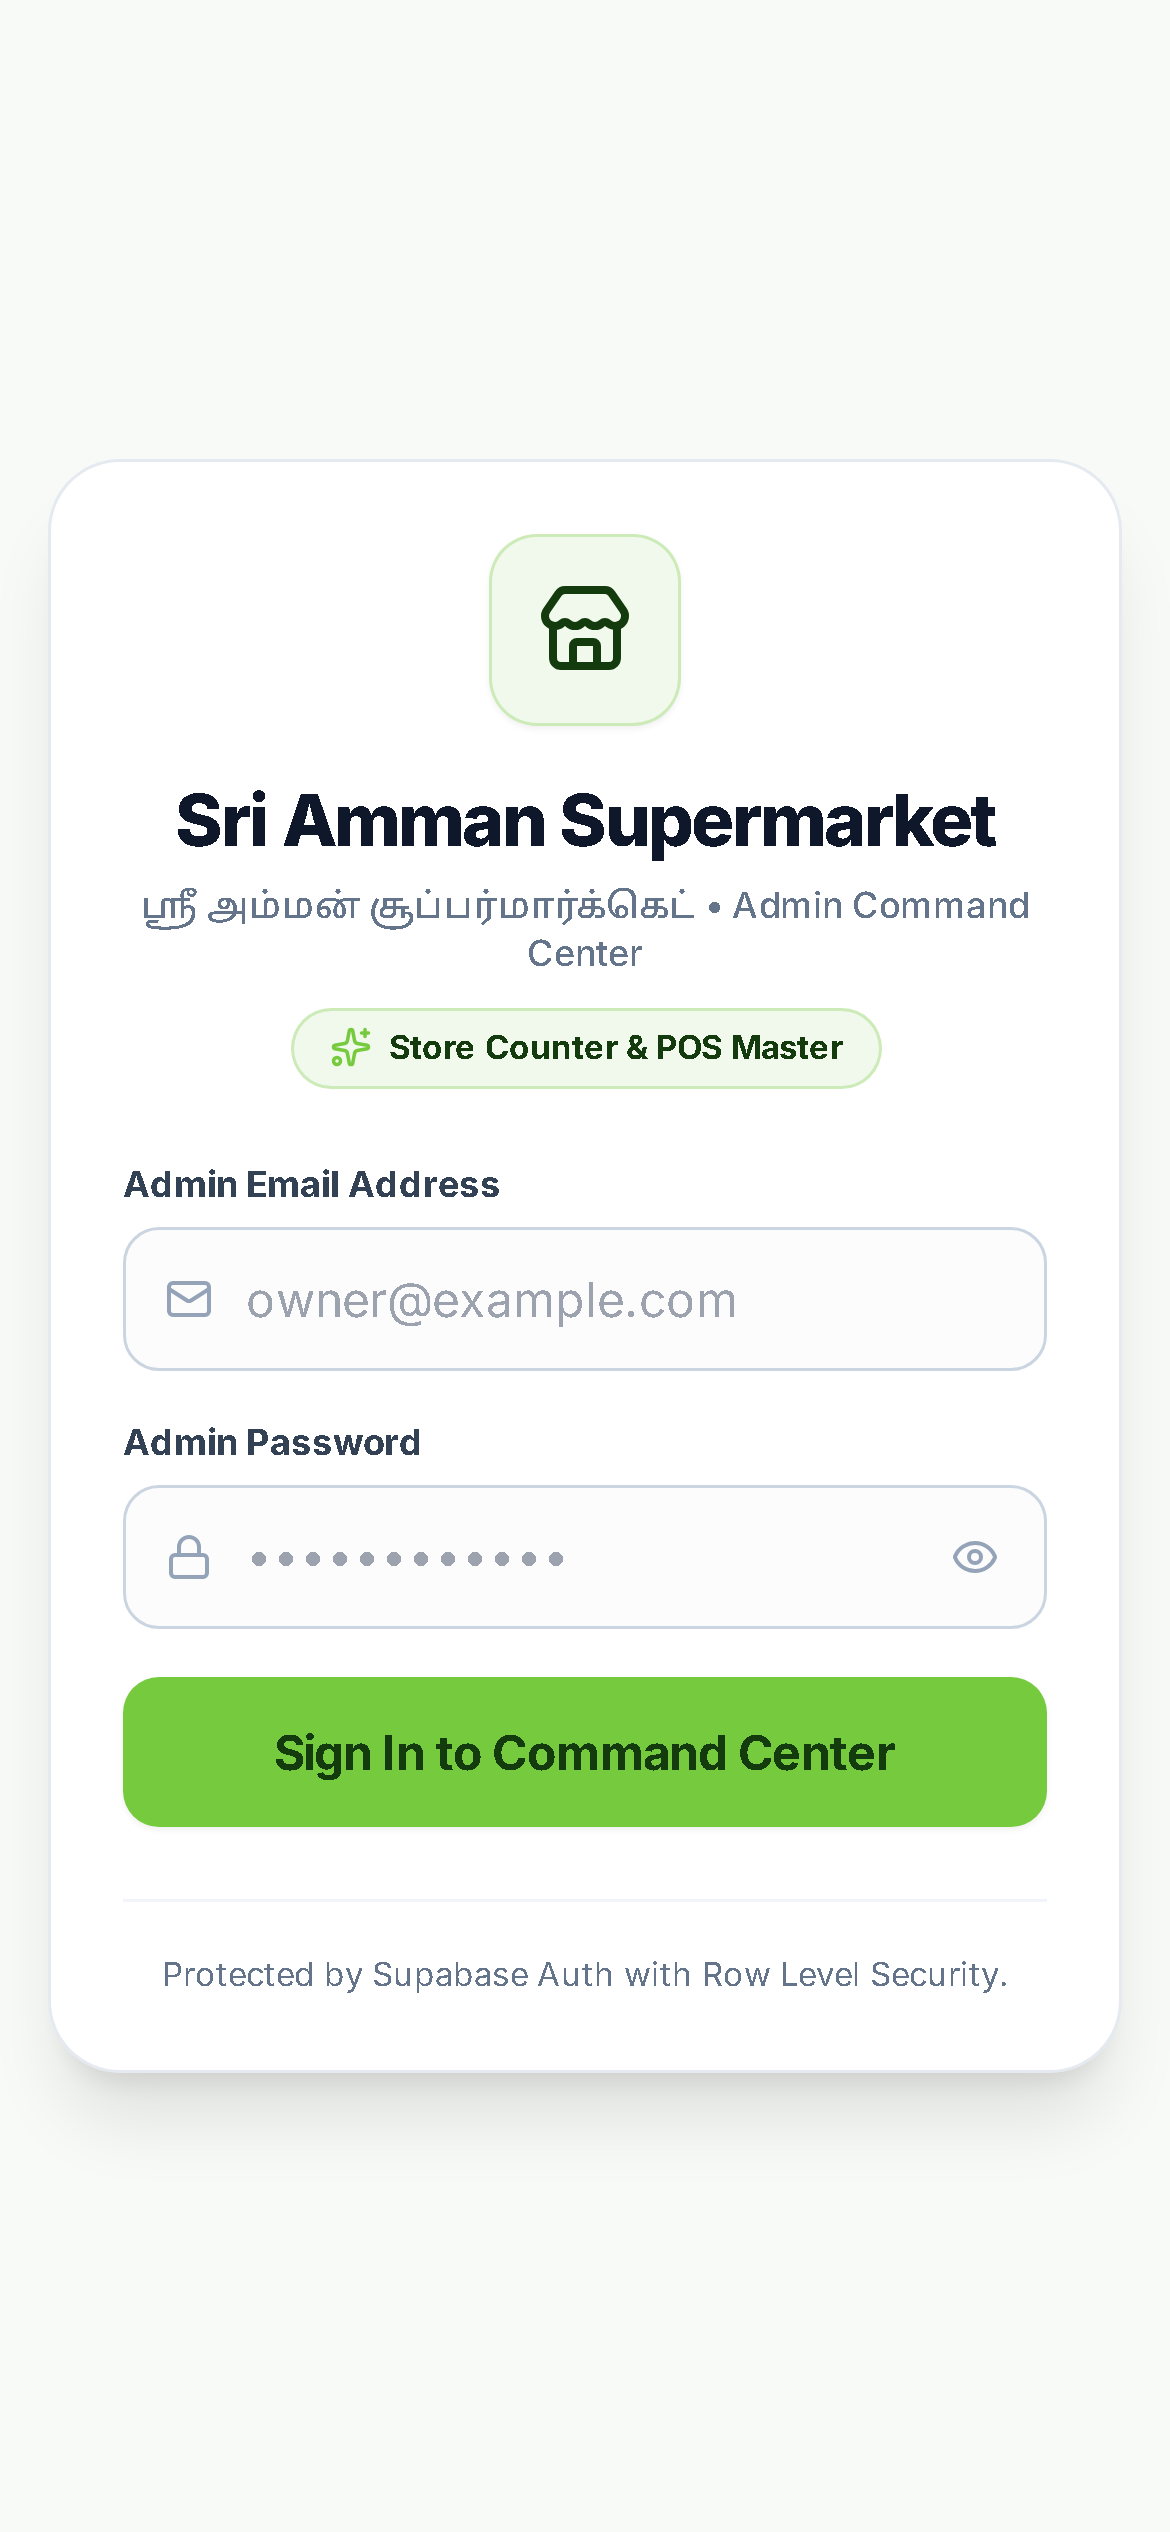 Sri Amman Supermarket
ஸ்ரீ அம்மன் சூப்பர்மார்க்கெட் • Admin Command
Center
Store Counter & POS Master
Admin Email Address
owner@example.com
Admin Password
••••••••••••
Sign In to Command Center
Protected by Supabase Auth with Row Level Security.